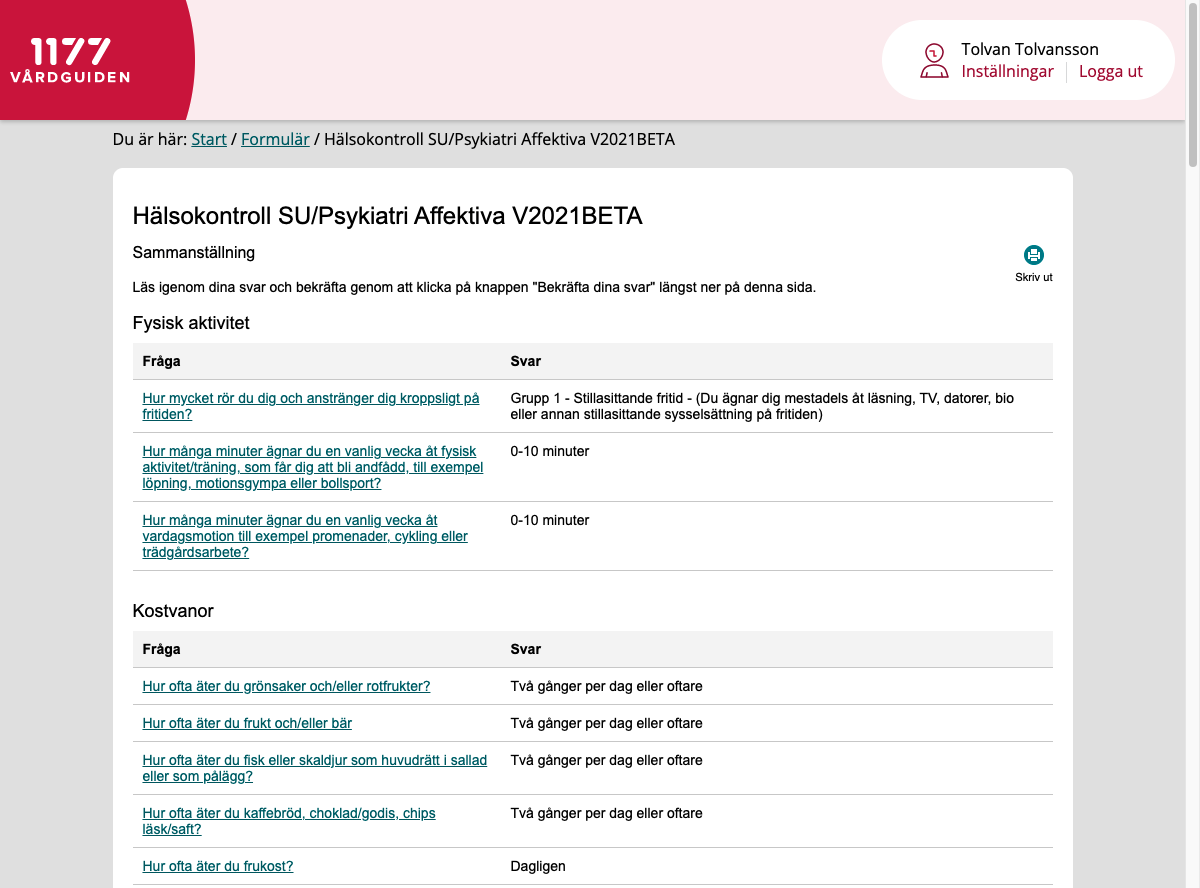 1177
VÅRDGUIDEN
Tolvan Tolvansson
Inställningar Logga ut
Du är här: Start / Formulär / Hälsokontroll SU/Psykiatri Affektiva V2021BETA
Hälsokontroll SU/Psykiatri Affektiva V2021BETA
Sammanställning
Skriv ut
Läs igenom dina svar och bekräfta genom att klicka på knappen "Bekräfta dina svar" längst ner på denna sida.
Fysisk aktivitet
Fråga Svar
Hur mycket rör du dig och anstränger dig kroppsligt på
fritiden?
Grupp 1 - Stillasittande fritid - (Du ägnar dig mestadels åt läsning, TV, datorer, bio
eller annan stillasittande sysselsättning på fritiden)
Hur många minuter ägnar du en vanlig vecka åt fysisk
aktivitet/träning, som får dig att bli andfådd, till exempel
löpning, motionsgympa eller bollsport?
0-10 minuter
Hur många minuter ägnar du en vanlig vecka åt
vardagsmotion till exempel promenader, cykling eller
trädgårdsarbete?
0-10 minuter
Kostvanor
Fråga Svar
Hur ofta äter du grönsaker och/eller rotfrukter? Två gånger per dag eller oftare
Hur ofta äter du frukt och/eller bär Två gånger per dag eller oftare
Hur ofta äter du fisk eller skaldjur som huvudrätt i sallad
eller som pålägg?
Två gånger per dag eller oftare
Hur ofta äter du kaffebröd, choklad/godis, chips
läsk/saft?
Två gånger per dag eller oftare
Hur ofta äter du frukost? Dagligen